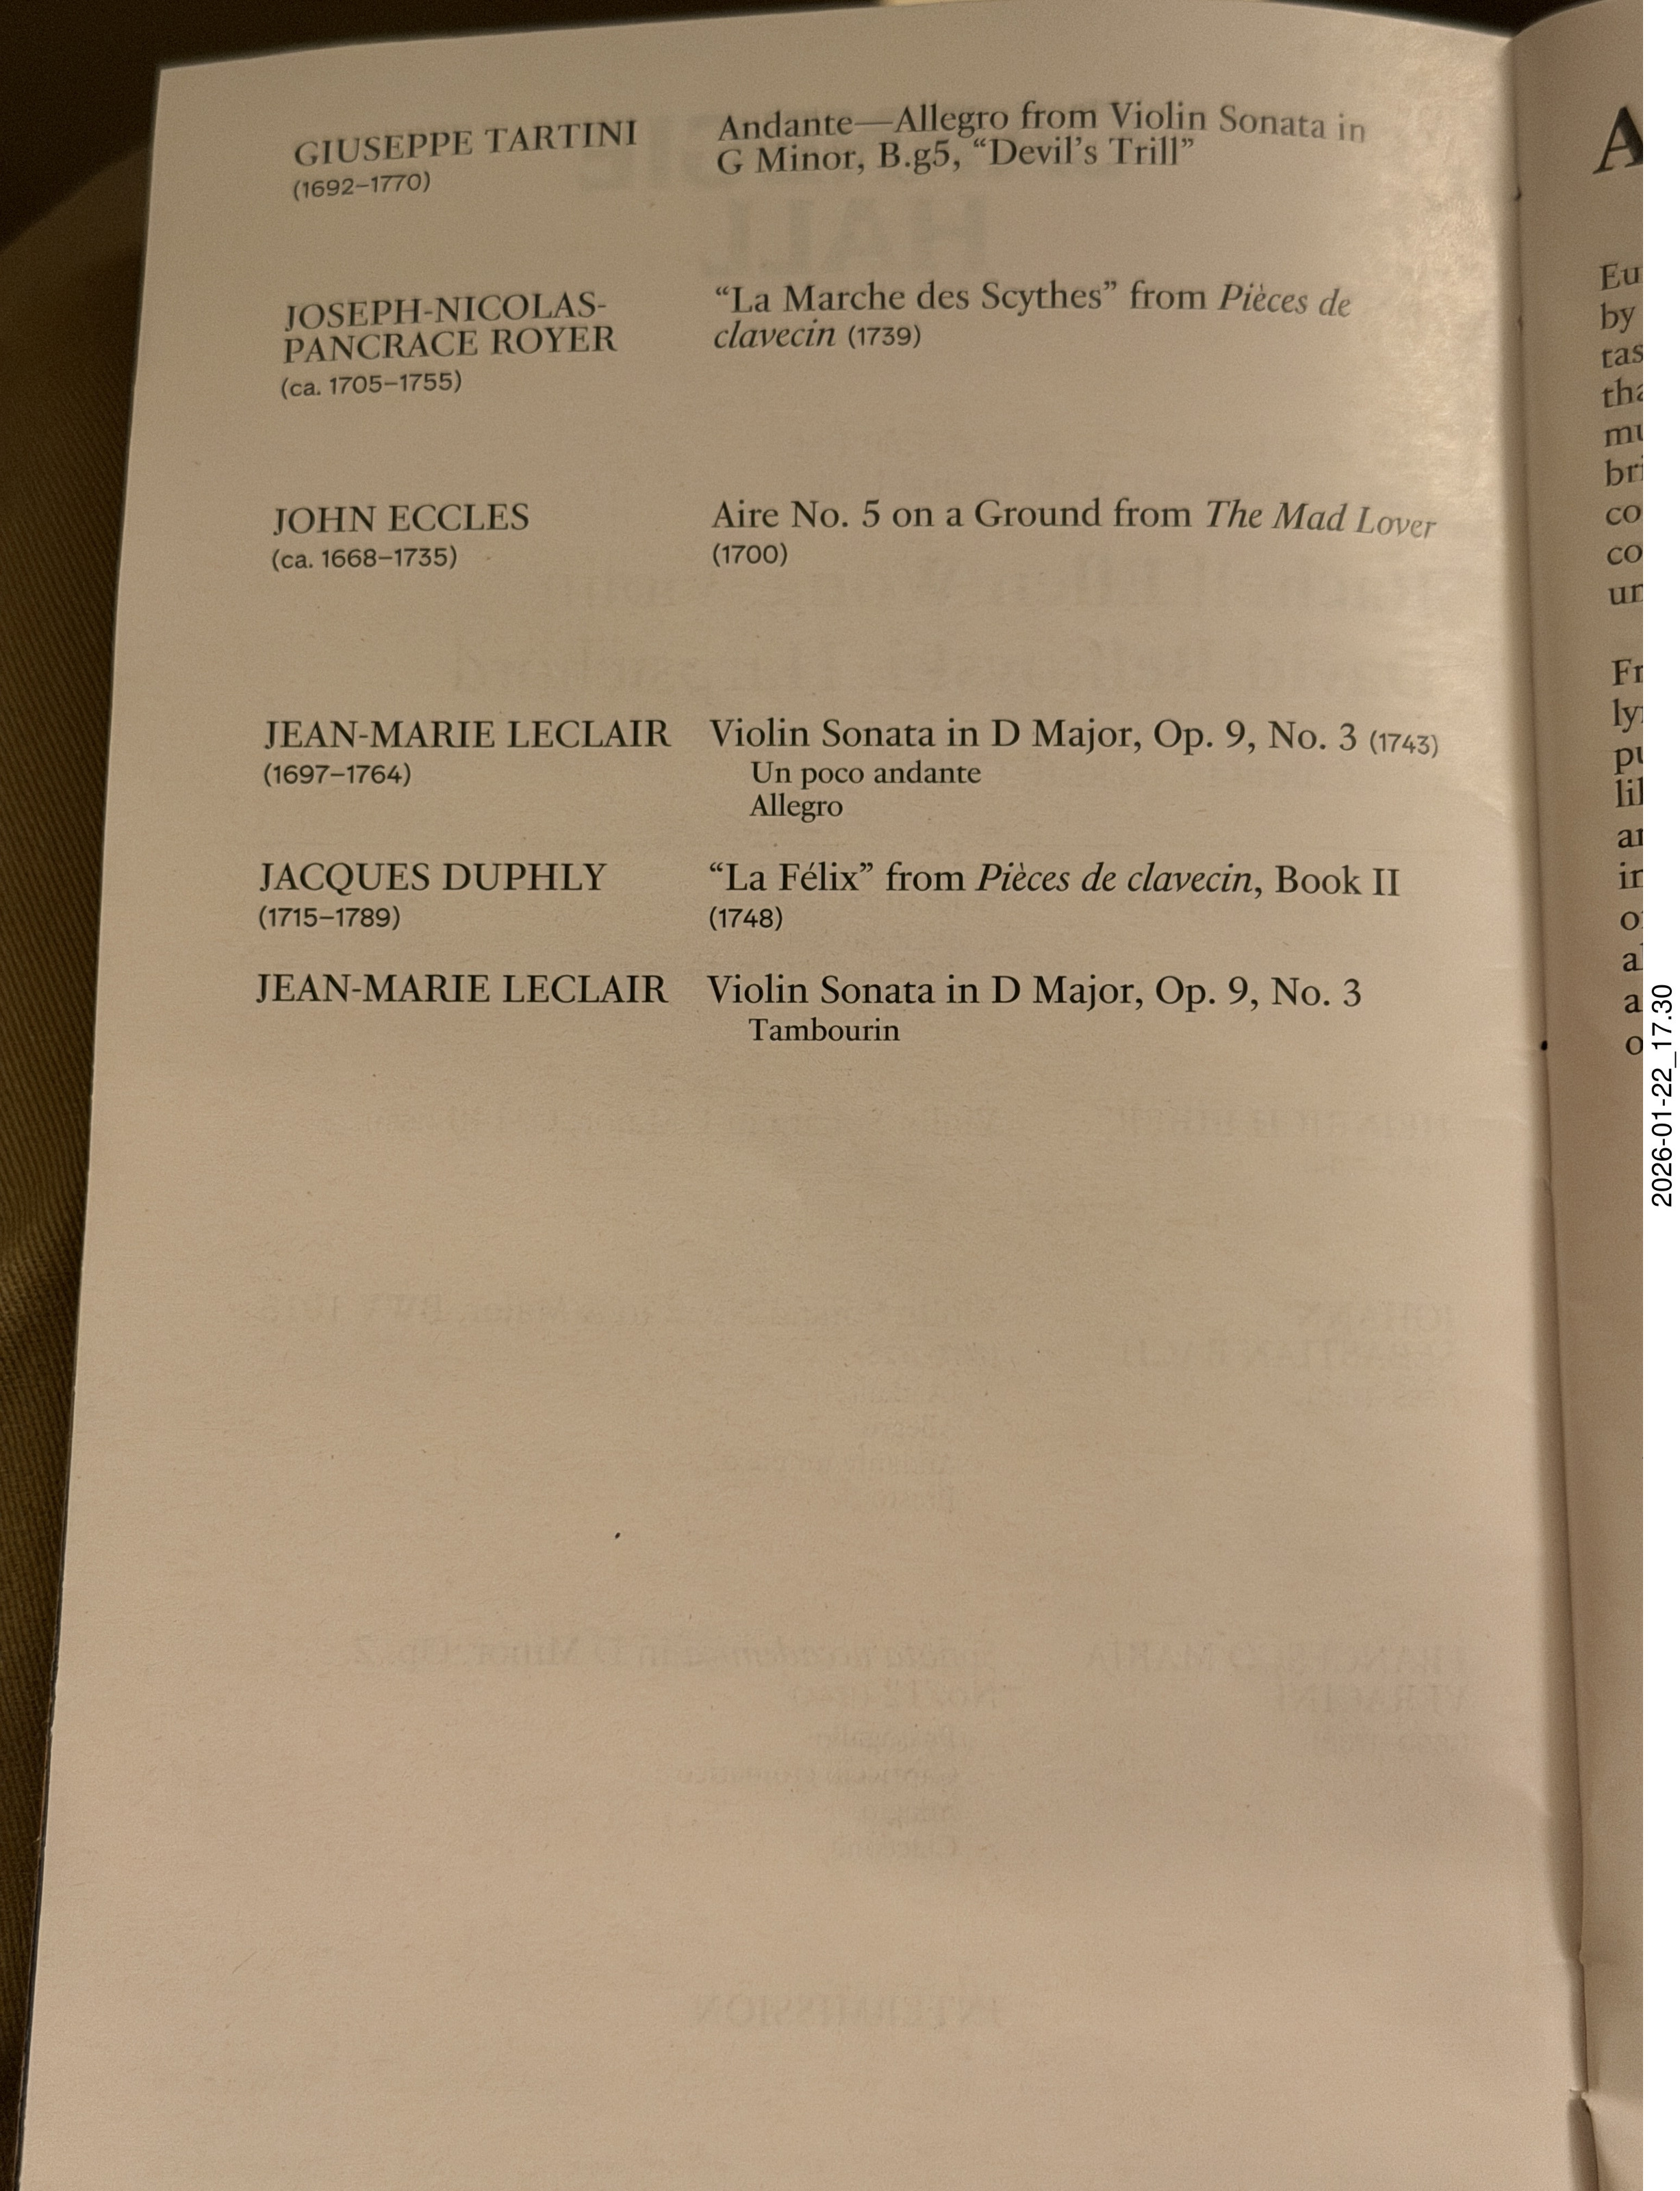 GIUSEPPE TARTINI
(1692–1770)
Andante—Allegro from Violin Sonata in
G Minor, B.g5, “Devil’s Trill”
JOSEPH-NICOLAS-
PANCRACE ROYER
(ca. 1705–1755)
“La Marche des Scythes” from Pièces de
clavecin (1739)
JOHN ECCLES
(ca. 1668–1735)
Aire No. 5 on a Ground from The Mad Lover
(1700)
JEAN-MARIE LECLAIR
(1697–1764)
Violin Sonata in D Major, Op. 9, No. 3 (1743)
Un poco andante
Allegro
JACQUES DUPHLY
(1715–1789)
“La Félix” from Pièces de clavecin, Book II
(1748)
JEAN-MARIE LECLAIR
Violin Sonata in D Major, Op. 9, No. 3
Tambourin
HALL
INTERMISSION
by
2026-01-22_17.30